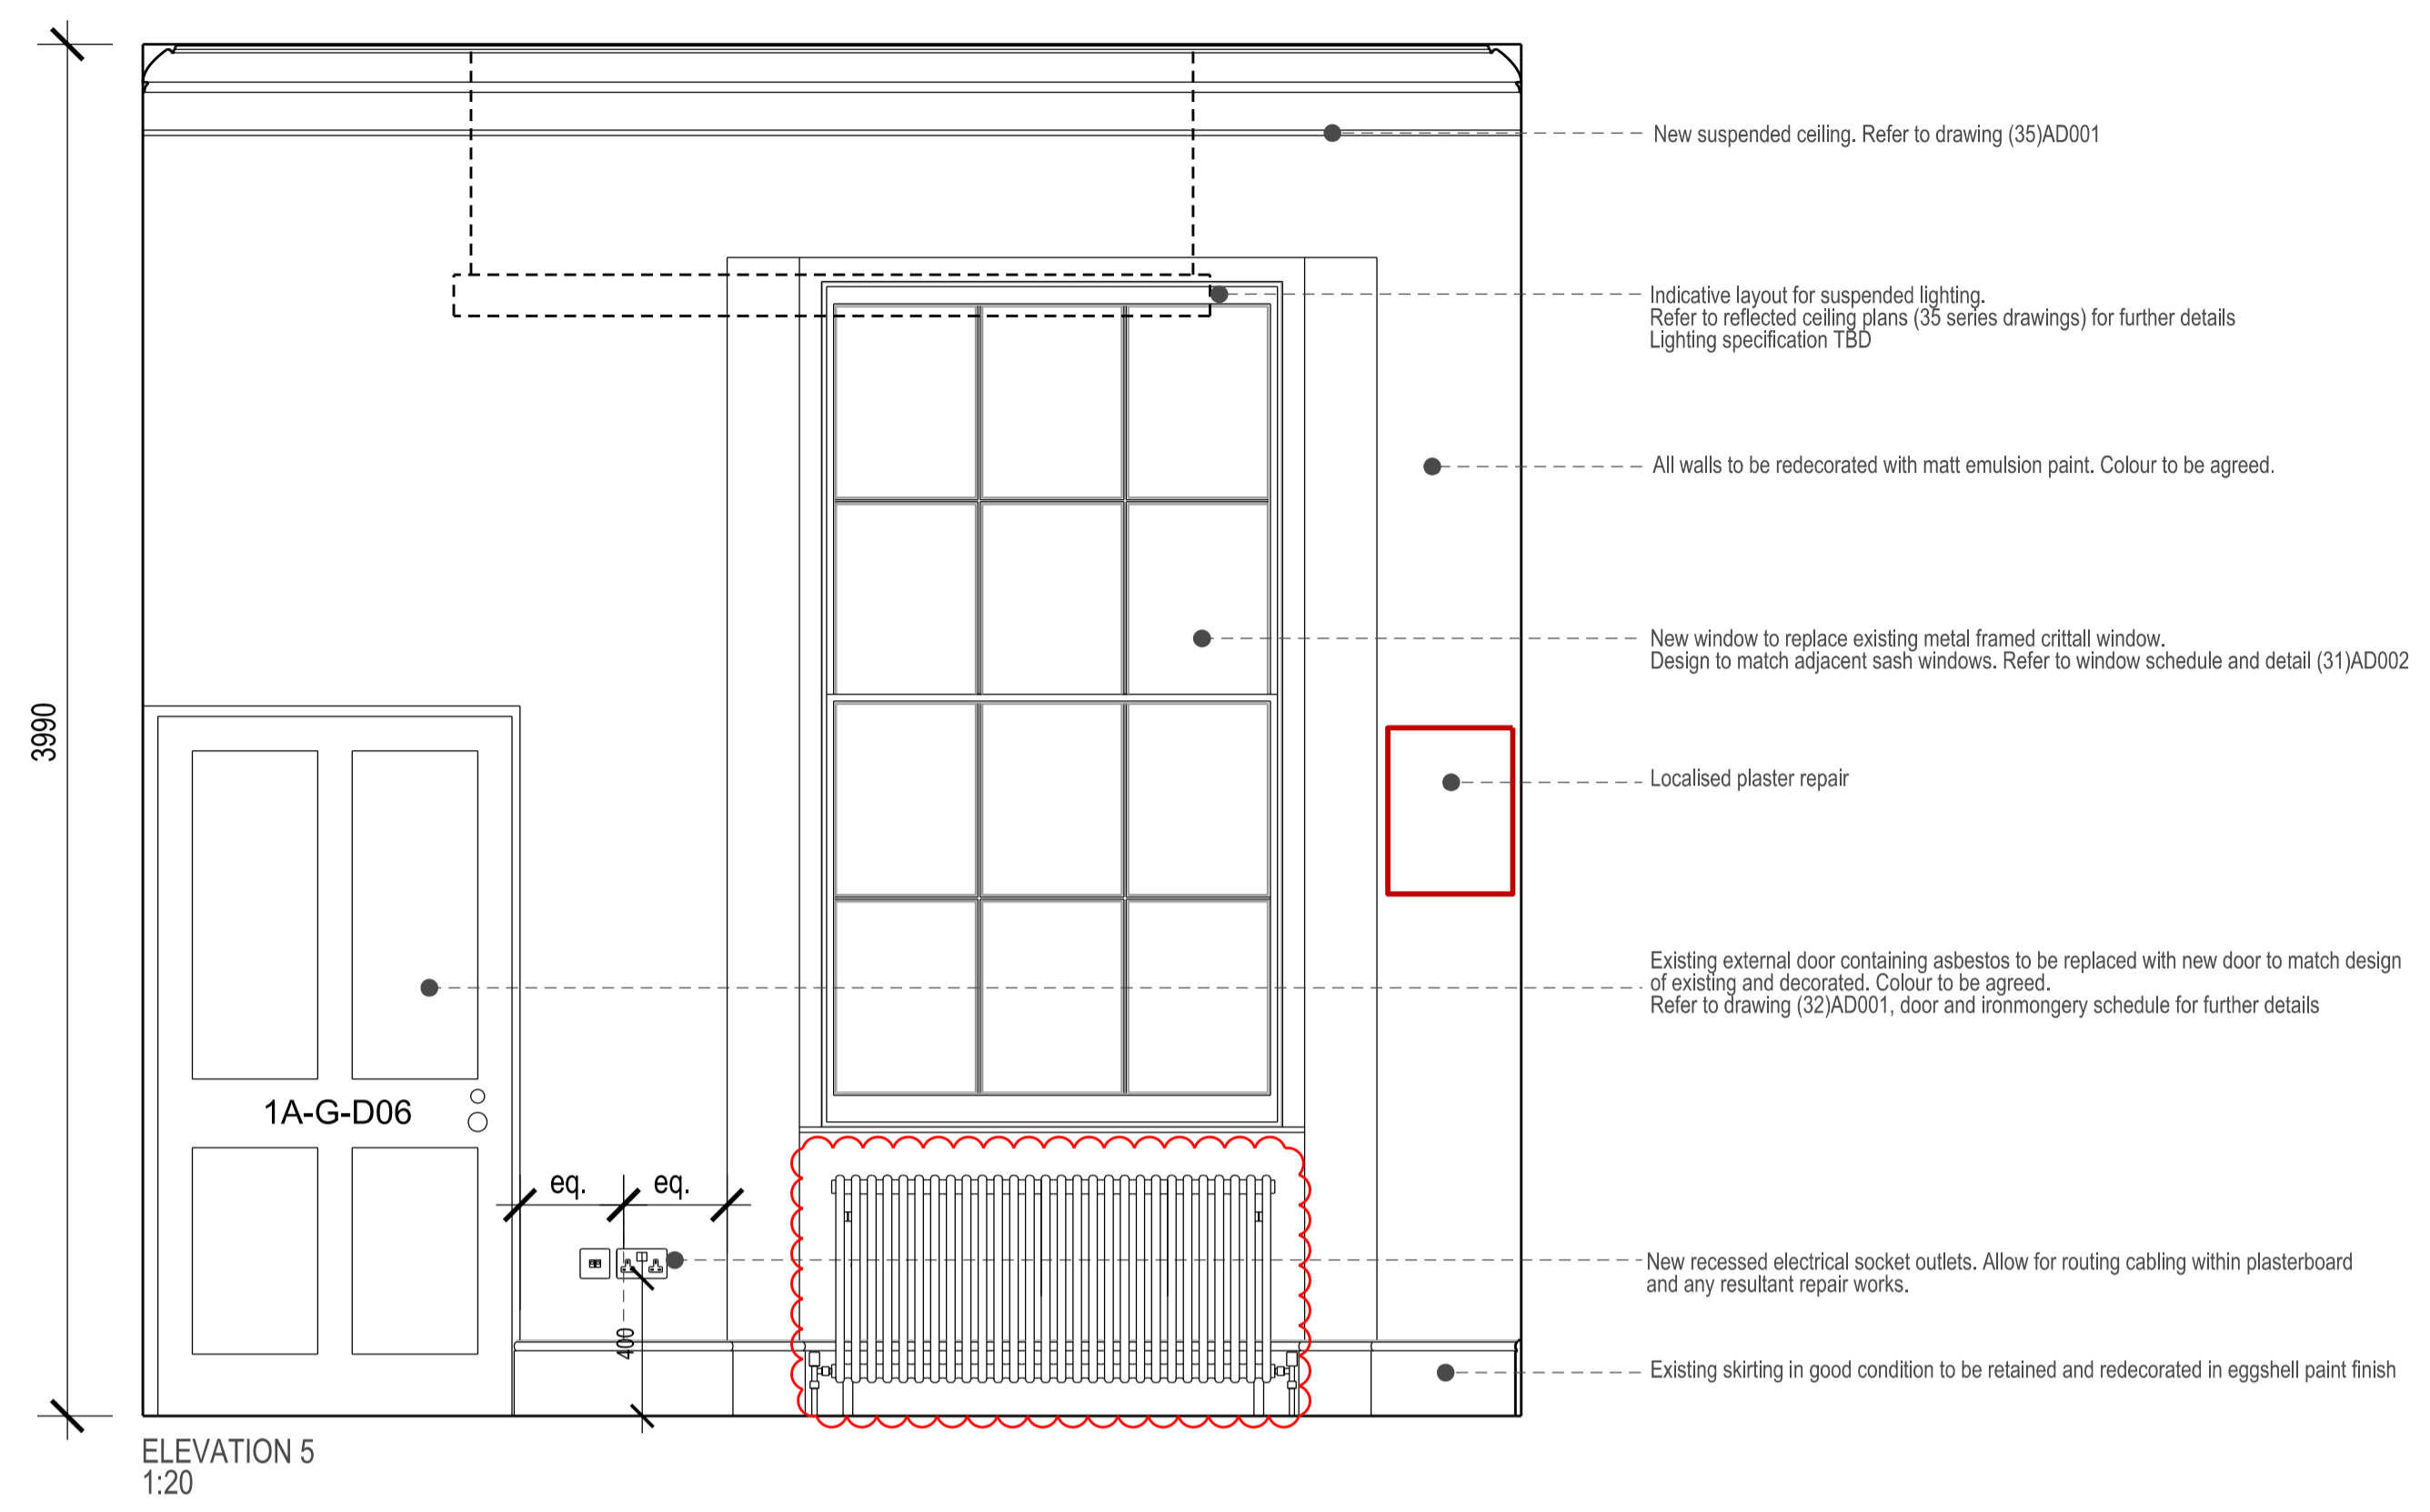 New suspended ceiling. Refer to drawing (35)AD001
Indicative layout for suspended lighting.
Refer to reflected ceiling plans (35 series drawings) for further details
Lighting specification TBD
All walls to be redecorated with matt emulsion paint. Colour to be agreed.
New window to replace existing metal framed crittall window.
Design to match adjacent sash windows. Refer to window schedule and detail (31)AD002
3990
Localised plaster repair
Existing external door containing asbestos to be replaced with new door to match design
of existing and decorated. Colour to be agreed.
Refer to drawing (32)AD001, door and ironmongery schedule for further details
1A-G-D06
eq.
eq.
New recessed electrical socket outlets. Allow for routing cabling within plasterboard
and any resultant repair works.
400
Existing skirting in good condition to be retained and redecorated in eggshell paint finish
ELEVATION 5
1:20